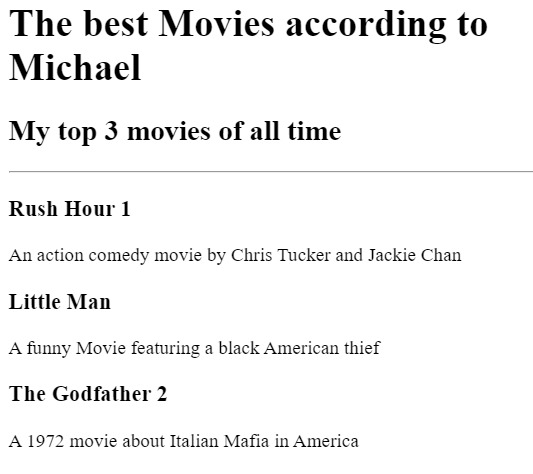 The best Movies according to
Michael
My top 3 movies of all time
Rush Hour 1
An action comedy movie by Chris Tucker and Jackie Chan
Little Man
A funny Movie featuring a black American thief
The Godfather 2
A 1972 movie about Italian Mafia in America